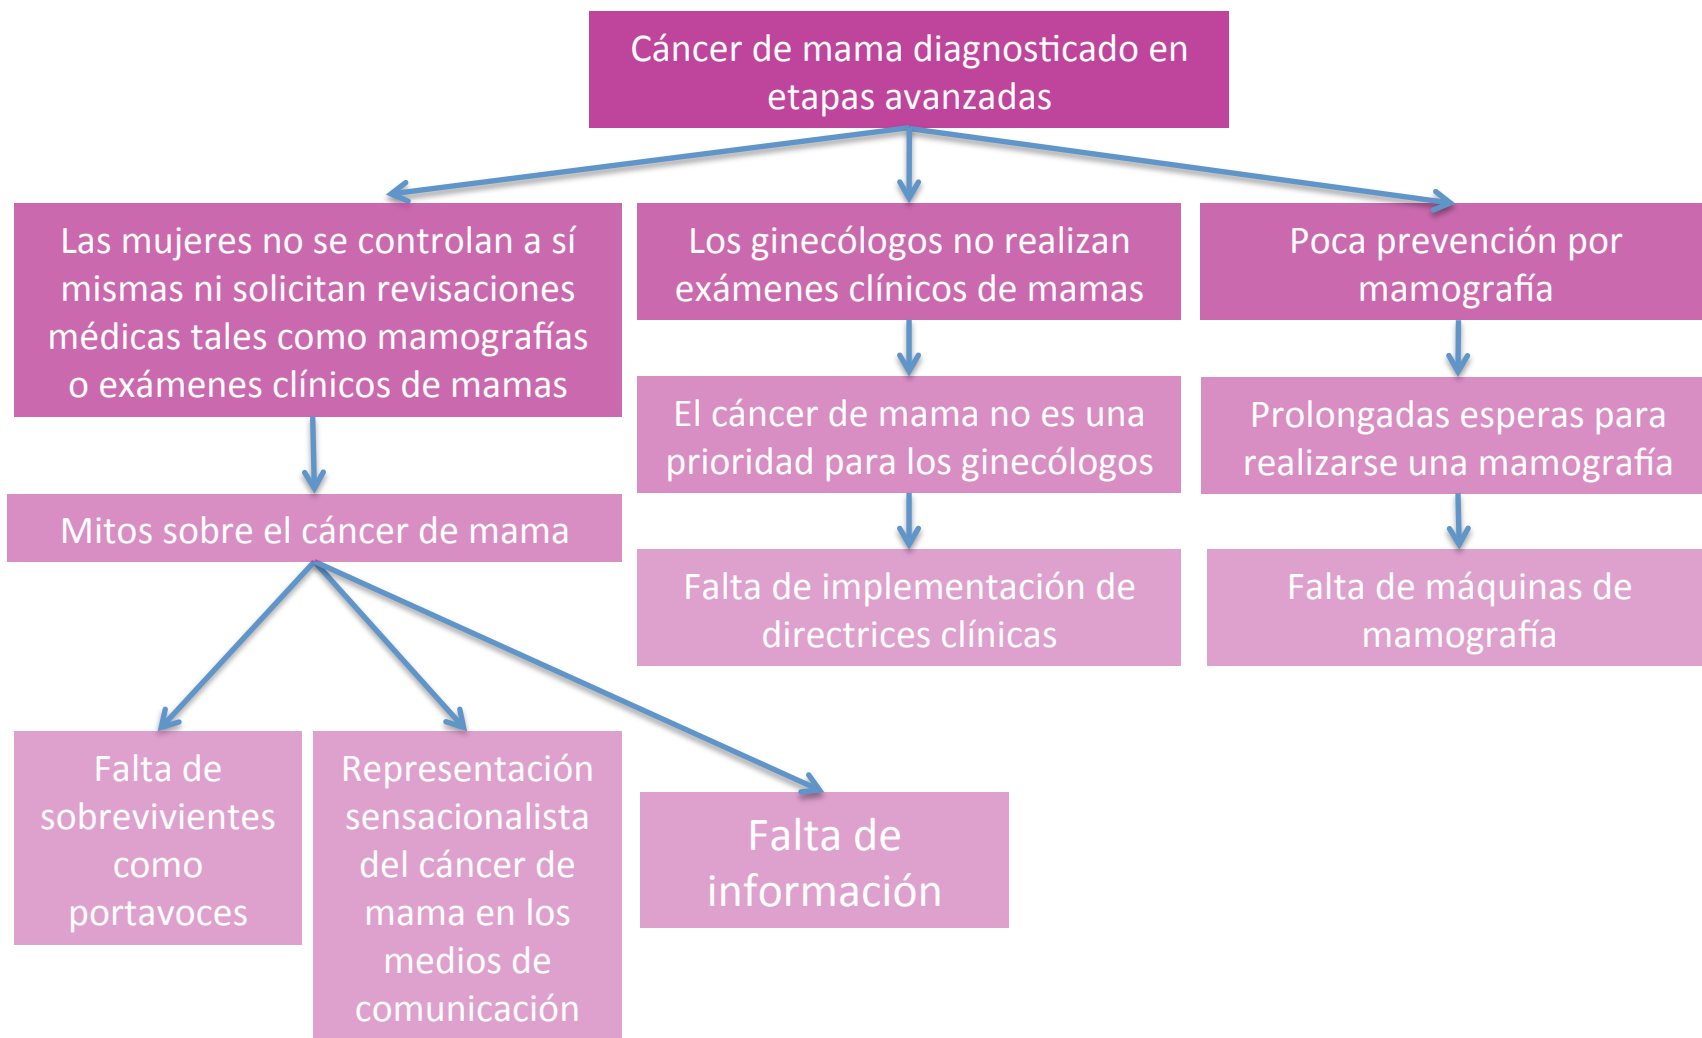 Cáncer de mama diagnosticado en
etapas avanzadas
Las mujeres no se controlan a sí
mismas ni solicitan revisaciones
médicas tales como mamografías
o exámenes clínicos de mamas
Los ginecólogos no realizan
exámenes clínicos de mamas
Poca prevención por
mamografía
El cáncer de mama no es una
prioridad para los ginecólogos
Prolongadas esperas para
realizarse una mamografía
Mitos sobre el cáncer de mama
Falta de implementación de
directrices clínicas
Falta de máquinas de
mamografía
Falta de
sobrevivientes
como
portavoces
Representación
sensacionalista
del cáncer de
mama en los
medios de
comunicación
Falta de
información